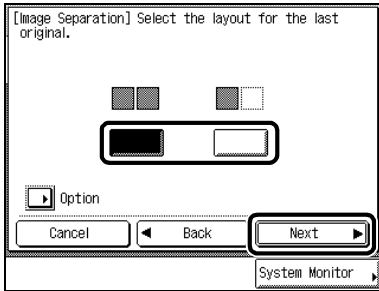 [Image Separation] Select the layout for the last
original.
Option
Cancel
Back
Next
System Monitor